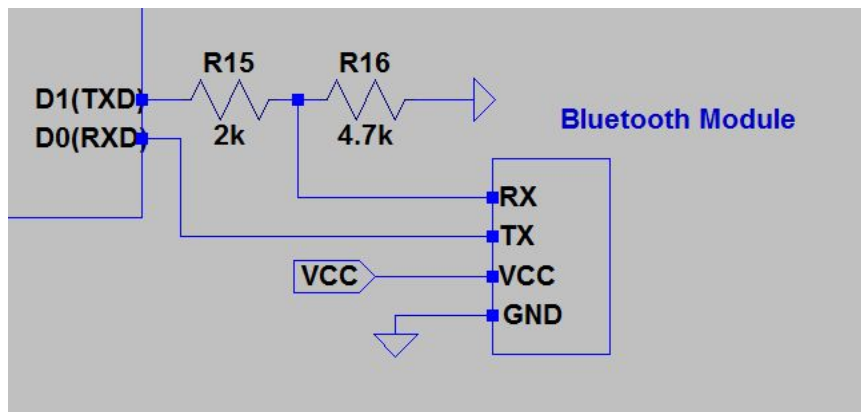 R15
R16
D1(TXD)
2k
4.7k
D0(RXD)
Bluetooth Module
RX
TX
VCC
VCC
GND